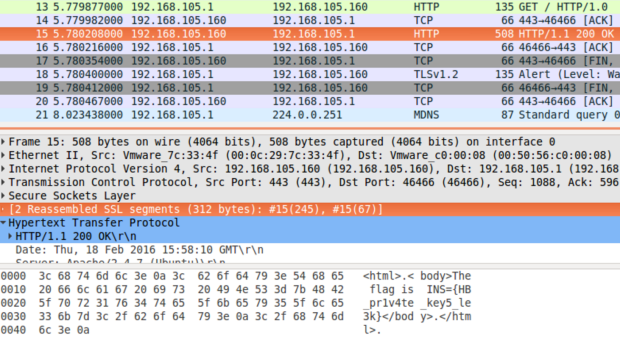 13 5.779877000 192.168.105.1 192.168.105.160 HTTP 135 GET / HTTP/1.0
14 5.779982000 192.168.105.160 192.168.105.1 TCP 66 443→46466 [ACK]
15 5.780208000 192.168.105.160 192.168.105.1 HTTP 508 HTTP/1.1 200 OK
16 5.780216000 192.168.105.1 192.168.105.160 TCP 66 46466→443 [ACK]
17 5.780354000 192.168.105.160 192.168.105.1 TCP 66 443→46466 [FIN,
18 5.780400000 192.168.105.1 192.168.105.160 TLSv1.2 135 Alert (Level: Wa
19 5.780412000 192.168.105.1 192.168.105.160 TCP 66 46466→443 [FIN,
20 5.780467000 192.168.105.160 192.168.105.1 TCP 66 443→46466 [ACK]
21 8.023438000 192.168.105.1 224.0.0.251 MDNS 87 Standard query 0
Frame 15: 508 bytes on wire (4064 bits), 508 bytes captured (4064 bits) on interface 0
Ethernet II, Src: Vmware_7c:33:4f (00:0c:29:7c:33:4f), Dst: Vmware_c0:00:08 (00:50:56:c0:00:08)
Internet Protocol Version 4, Src: 192.168.105.160 (192.168.105.160), Dst: 192.168.105.1 (192.168
Transmission Control Protocol, Src Port: 443 (443), Dst Port: 46466 (46466), Seq: 1088, Ack: 596
Secure Sockets Layer
[2 Reassembled SSL segments (312 bytes): #15(245), #15(67)]
Hypertext Transfer Protocol
HTTP/1.1 200 OK\r\n
Date: Thu, 18 Feb 2016 15:58:10 GMT\r\n
Server: Apache/2.4.7 (Ubuntu)\r\n
0000 3c 68 74 6d 6c 3e 0a 3c 62 6f 64 79 3e 54 68 65 <html>.< body>The
0010 20 66 6c 61 67 20 69 73 20 49 4e 53 3d 7b 48 42 flag is INS={HB
0020 5f 70 72 31 76 34 74 65 5f 6b 65 79 35 5f 6c 65 _pr1v4te _key5_le
0030 33 6b 7d 3c 2f 62 6f 64 79 3e 0a 3c 2f 68 74 6d 3k}</bod y>.</htm
0040 6c 3e 0a l>.